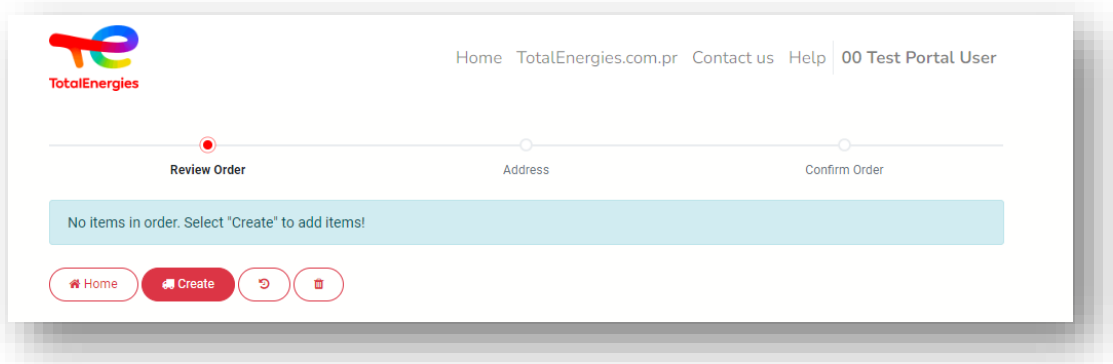 TotalEnergies
Home TotalEnergies.com.pr Contact us Help 00 Test Portal User
Review Order Address Confirm Order
No items in order. Select "Create" to add items!
Home Create